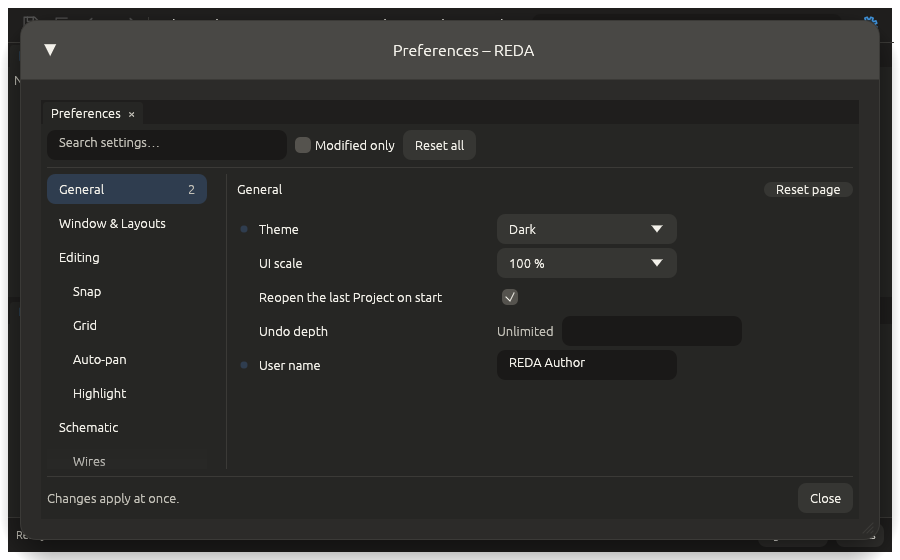 Preferences – REDA
Preferences ×
Search settings...
Modified only
Reset all
General 2
General
Reset page
Window & Layouts
Theme
Dark
Editing
UI scale
100 %
Snap
Reopen the last Project on start
Grid
Undo depth
Unlimited
Auto-pan
User name
REDA Author
Highlight
Schematic
Wires
Changes apply at once.
Close